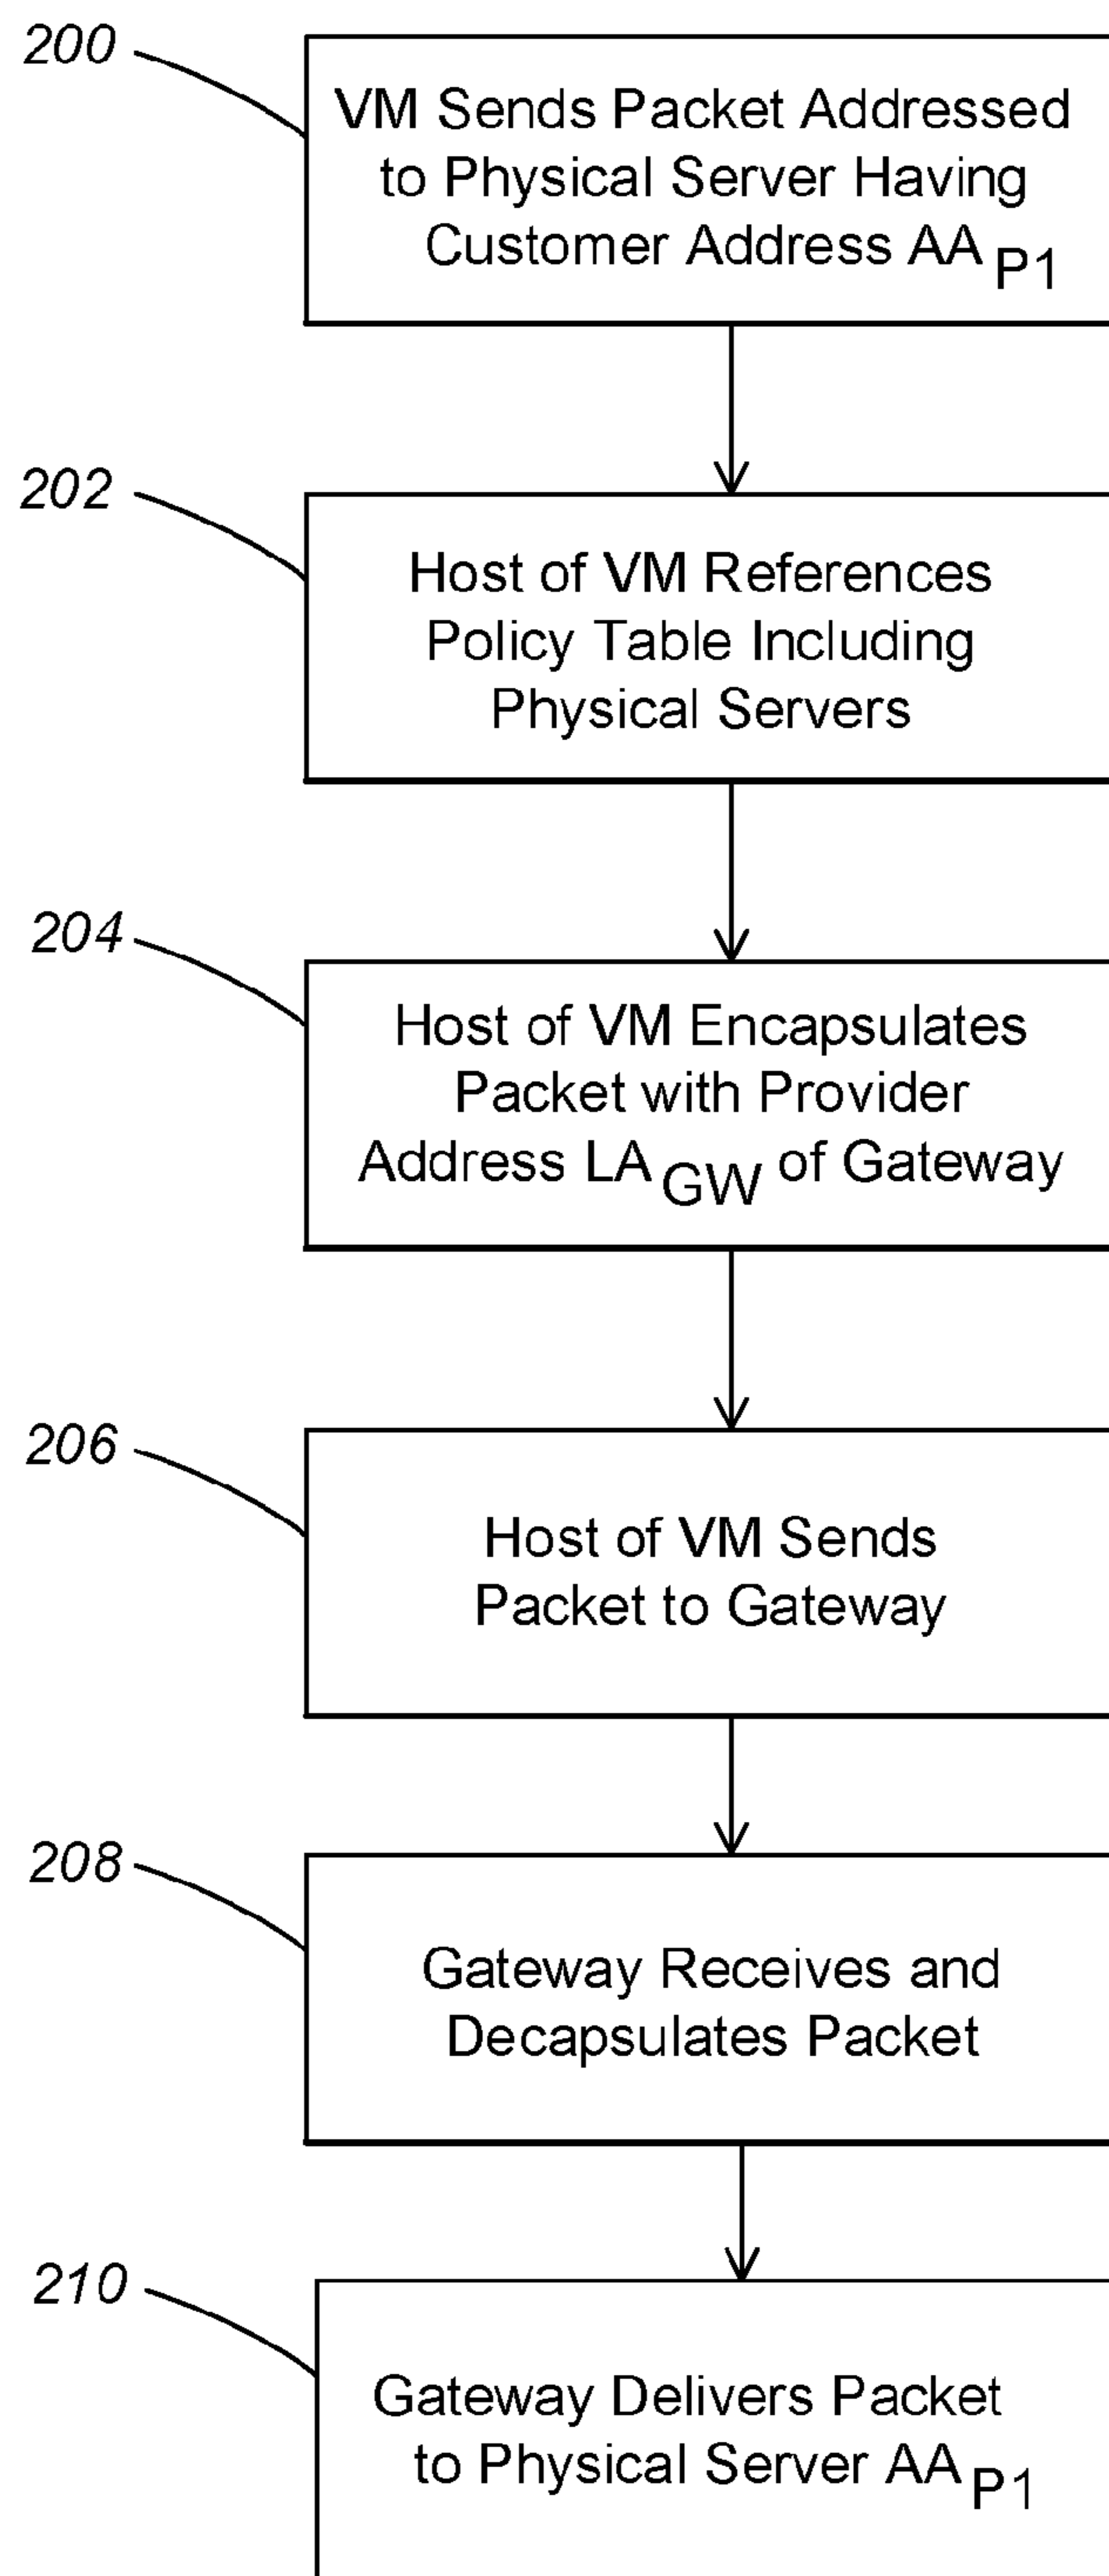 200
VM Sends Packet Addressed
to Physical Server Having
Customer Address AA P1
202
Host of VM References
Policy Table Including
Physical Servers
204
Host of VM Encapsulates
Packet with Provider
Address LA GW of Gateway
206
Host of VM Sends
Packet to Gateway
208
Gateway Receives and
Decapsulates Packet
210
Gateway Delivers Packet
to Physical Server AA P1